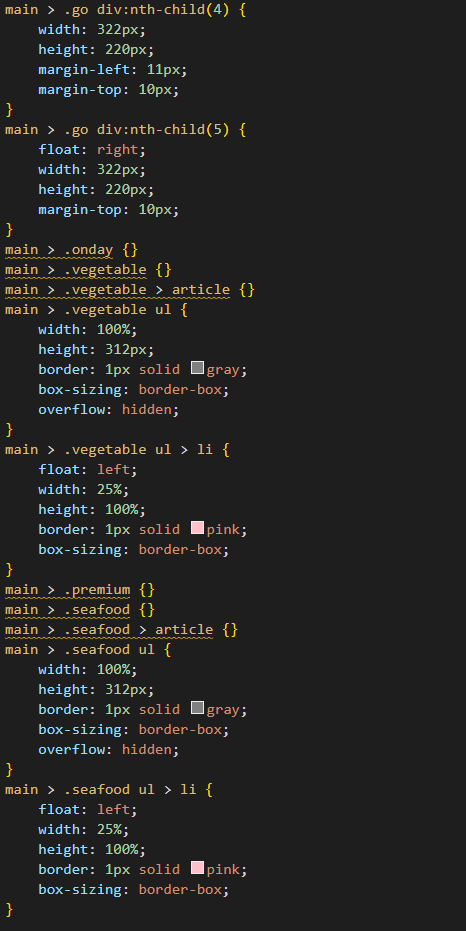 main > .go div:nth-child(4) {
    width: 322px;
    height: 220px;
    margin-left: 11px;
    margin-top: 10px;
}
main > .go div:nth-child(5) {
    float: right;
    width: 322px;
    height: 220px;
    margin-top: 10px;
}
main > .onday {}
main > .vegetable {}
main > .vegetable > article {}
main > .vegetable ul {
    width: 100%;
    height: 312px;
    border: 1px solid gray;
    box-sizing: border-box;
    overflow: hidden;
}
main > .vegetable ul > li {
    float: left;
    width: 25%;
    height: 100%;
    border: 1px solid pink;
    box-sizing: border-box;
}
main > .premium {}
main > .seafood {}
main > .seafood > article {}
main > .seafood ul {
    width: 100%;
    height: 312px;
    border: 1px solid gray;
    box-sizing: border-box;
    overflow: hidden;
}
main > .seafood ul > li {
    float: left;
    width: 25%;
    height: 100%;
    border: 1px solid pink;
    box-sizing: border-box;
}